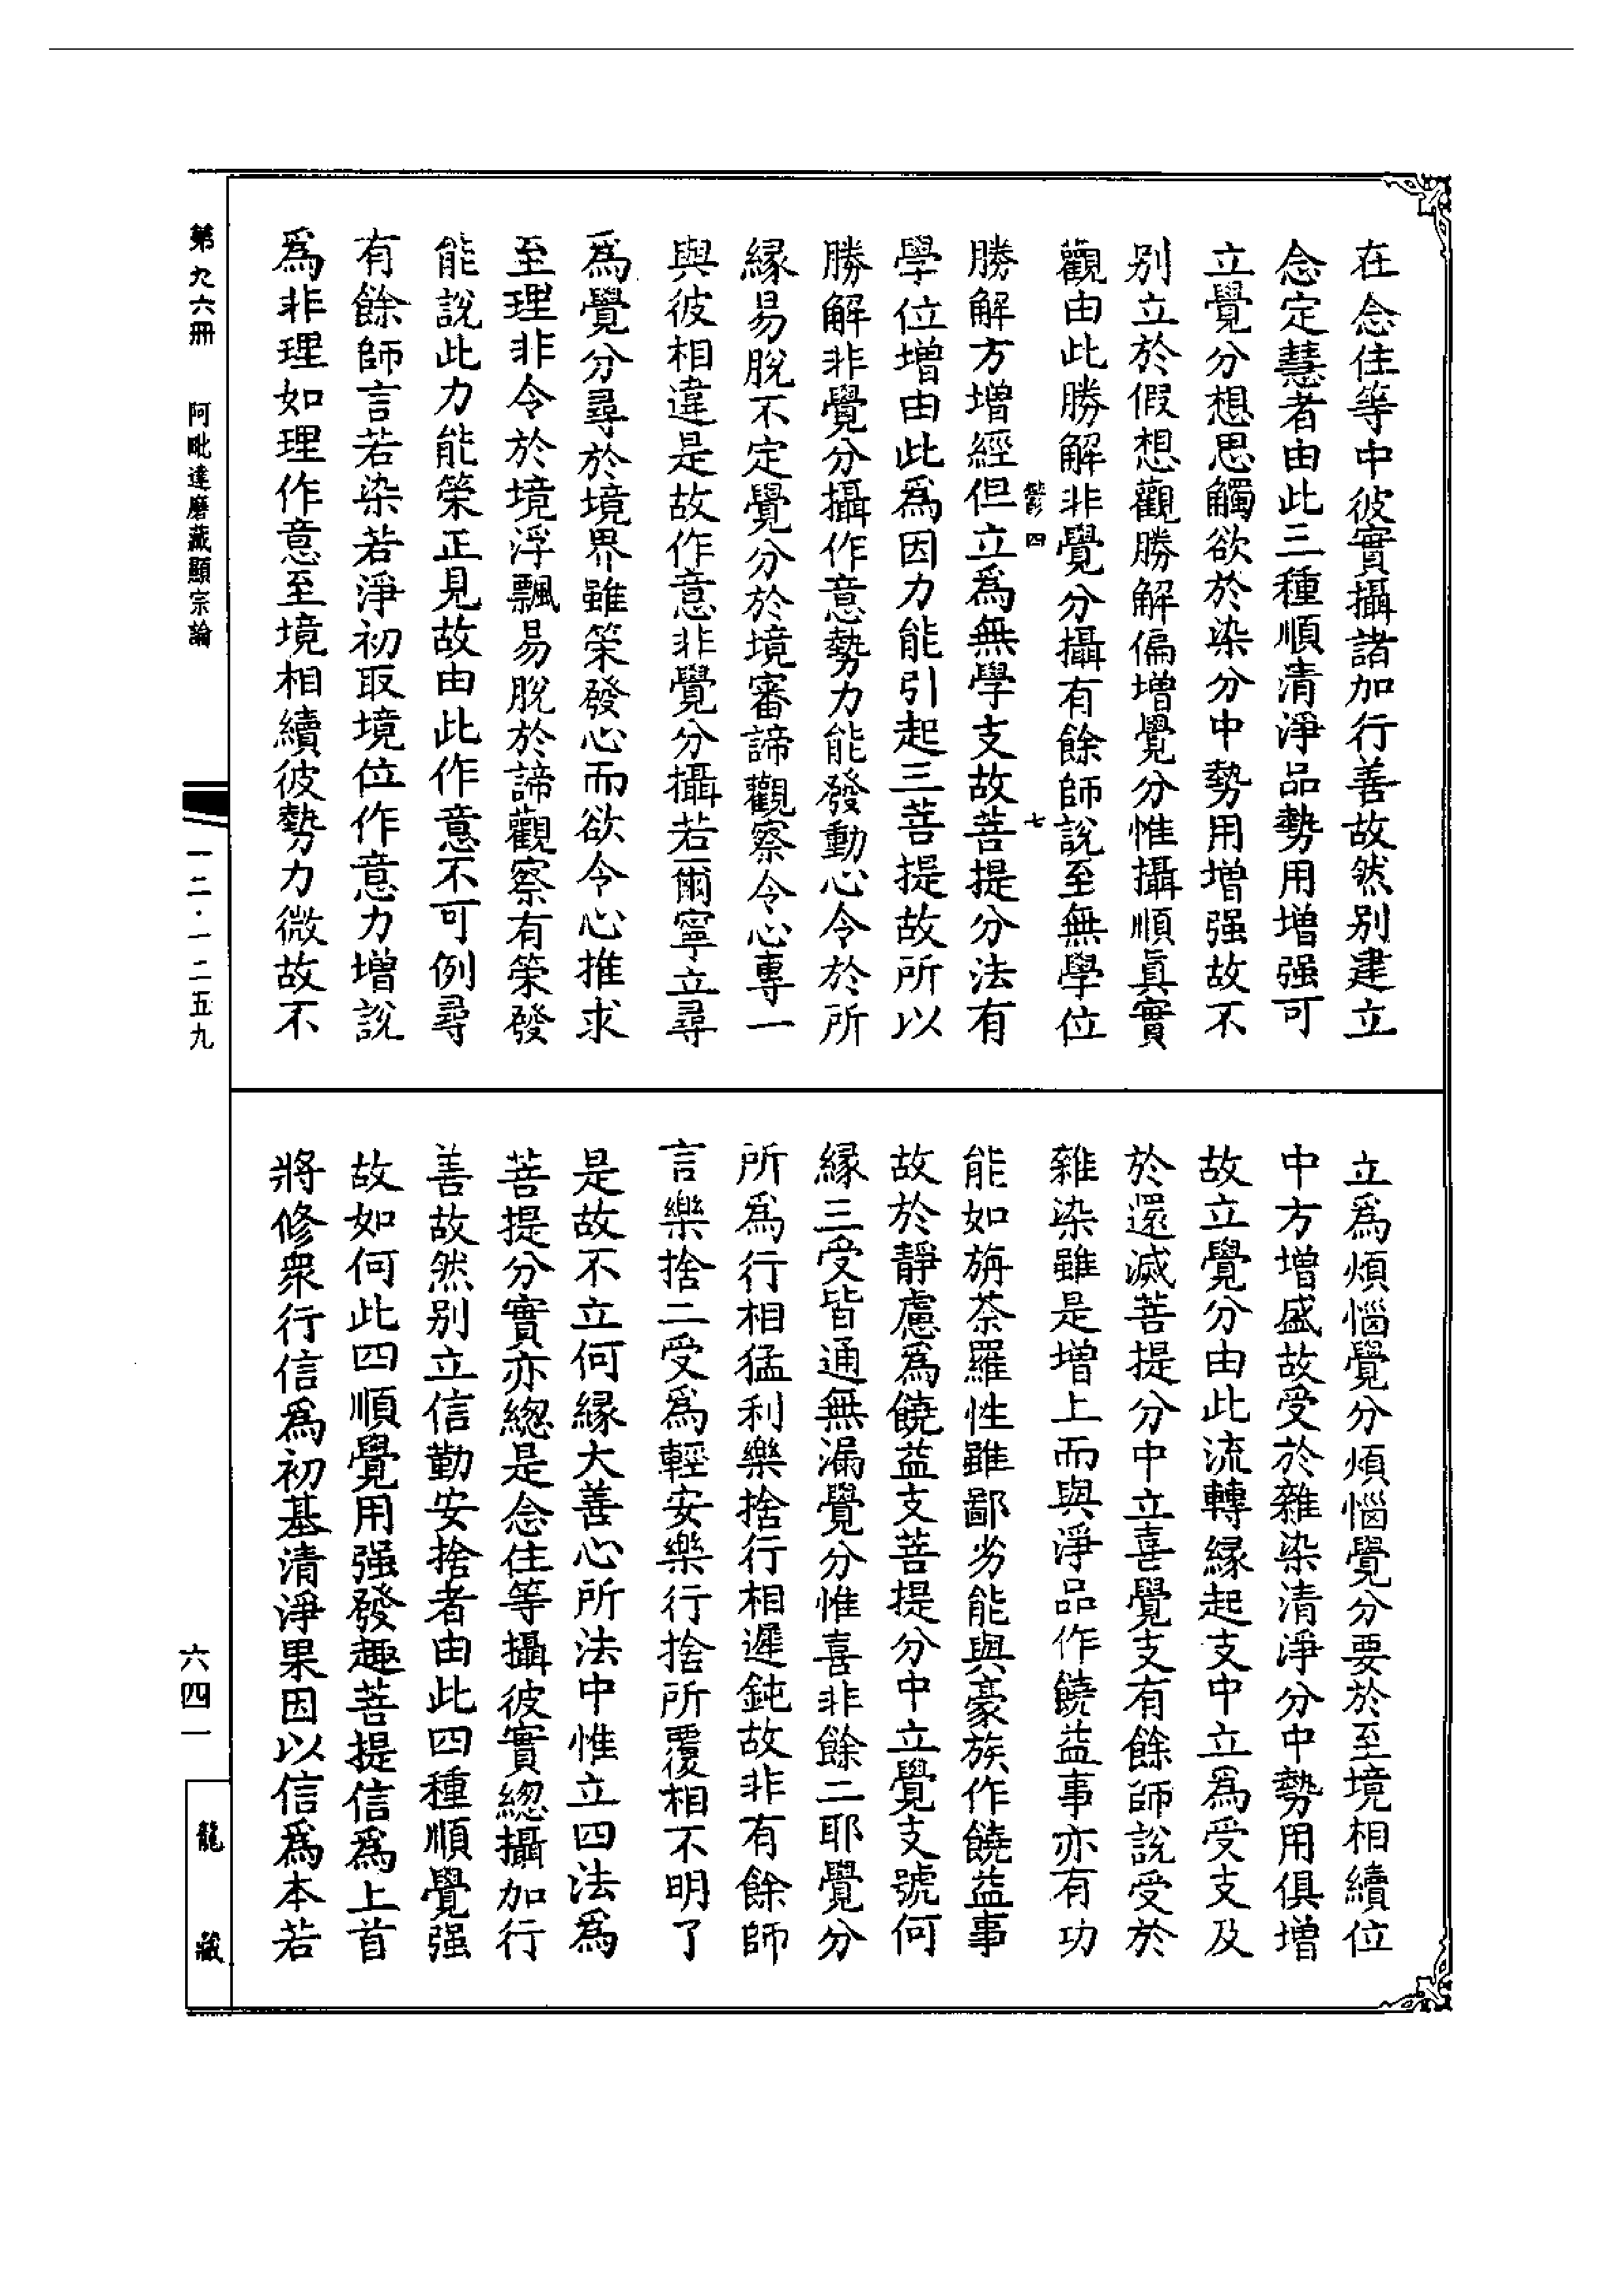 在念住等中彼實攝諸加行善故然別建立
念定慧者由此三種順清淨品勢用增强可
立覺分想思觸欲於染分中勢用增强故不
別立於假想觀勝解偏增覺分惟攝順眞實
觀由此勝解非覺分攝有餘師說至無學位
四 七
勝解方增經但立爲無學支故菩提分法有
學位增由此爲因力能引起三菩提故所以
勝解非覺分攝作意勢力能發動心令於所
緣易脫不定覺分於境審諦觀察令心專一
與彼相違是故作意非覺分攝若爾寧立尋
爲覺分尋於境界雖策發心而欲令心推求
至理非令於境浮飄易脫於諦觀察有策發
能說此力能策正見故由此作意不可例尋
有餘師言若染若淨初取境位作意力增說
爲非理如理作意至境相續彼勢力微故不
立爲煩惱覺分煩惱覺分要於至境相續位
中方增盛故受於雜染清淨分中勢用俱增
故立覺分由此流轉緣起支中立爲受支及
於還滅菩提分中立喜覺支有餘師說受於
雜染雖是增上而與淨品作饒益事亦有功
能如旃荼羅性雖鄙劣能與豪族作饒益事
故於靜慮爲饒益支菩提分中立覺支號何
緣三受皆通無漏覺分惟喜非餘二耶覺分
所爲行相猛利樂捨行相遲鈍故非有餘師
言樂捨二受爲輕安樂行捨所覆相不明了
是故不立何緣大善心所法中惟立四法爲
菩提分實亦總是念住等攝彼實總攝加行
善故然別立信勤安捨者由此四種順覺强
故如何此四順覺用强發趣菩提信爲上首
將修衆行信爲初基清淨果因以信爲本若
第九六冊 阿毗達磨藏顯宗論
一二·一二五九
六四一
龍藏